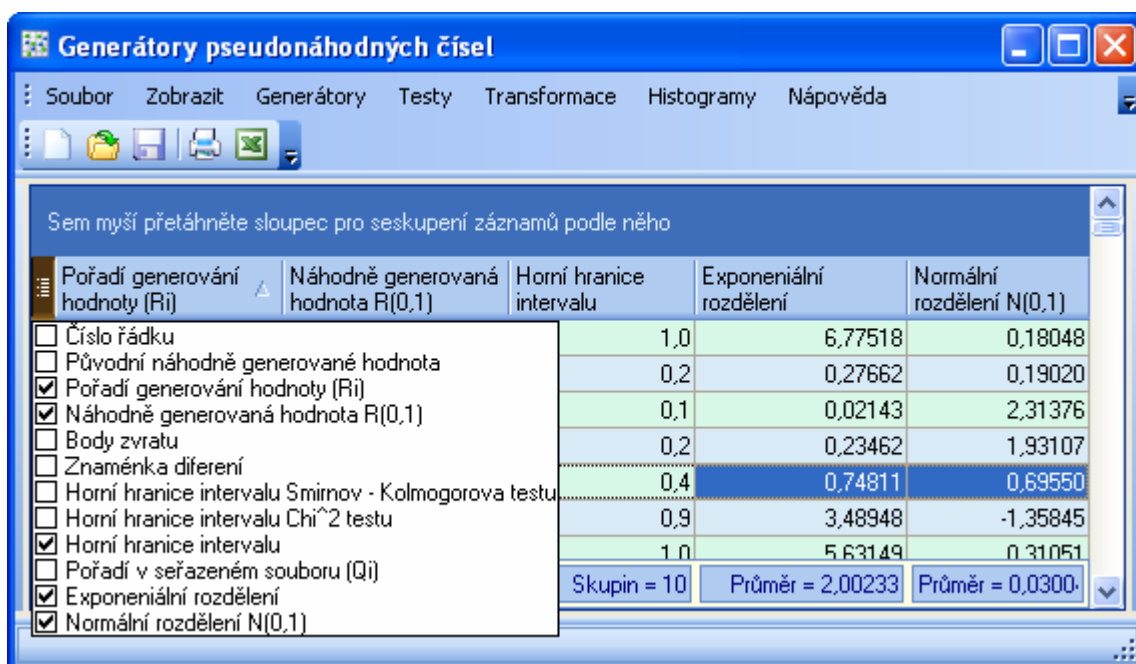 Generátory pseudonáhodných čísel
Soubor Zobrazit Generátory Testy Transformace Histogramy Nápověda
Sem myší přetáhněte sloupec pro seskupení záznamů podle něho
Pořadí generování hodnoty (Ri) Náhodně generovaná hodnota R(0,1) Horní hranice intervalu Exponeniální rozdělení Normální rozdělení N(0,1)
Číslo řádku
Původní náhodně generované hodnota
Pořadí generování hodnoty (Ri)
Náhodně generovaná hodnota R(0,1)
Body zvratu
Znaménka diferení
Horní hranice intervalu Smirnov - Kolmogorova testu
Horní hranice intervalu Chi^2 testu
Horní hranice intervalu
Pořadí v seřazeném souboru (Qi)
Exponeniální rozdělení
Normální rozdělení N(0,1)
1,0 6,77518 0,18048
0,2 0,27662 0,19020
0,1 0,02143 2,31376
0,2 0,23462 1,93107
0,4 0,74811 0,69550
0,9 3,48948 -1,35845
1,0 5,63149 0,31051
Skupin = 10 Průměr = 2,00233 Průměr = 0,0300